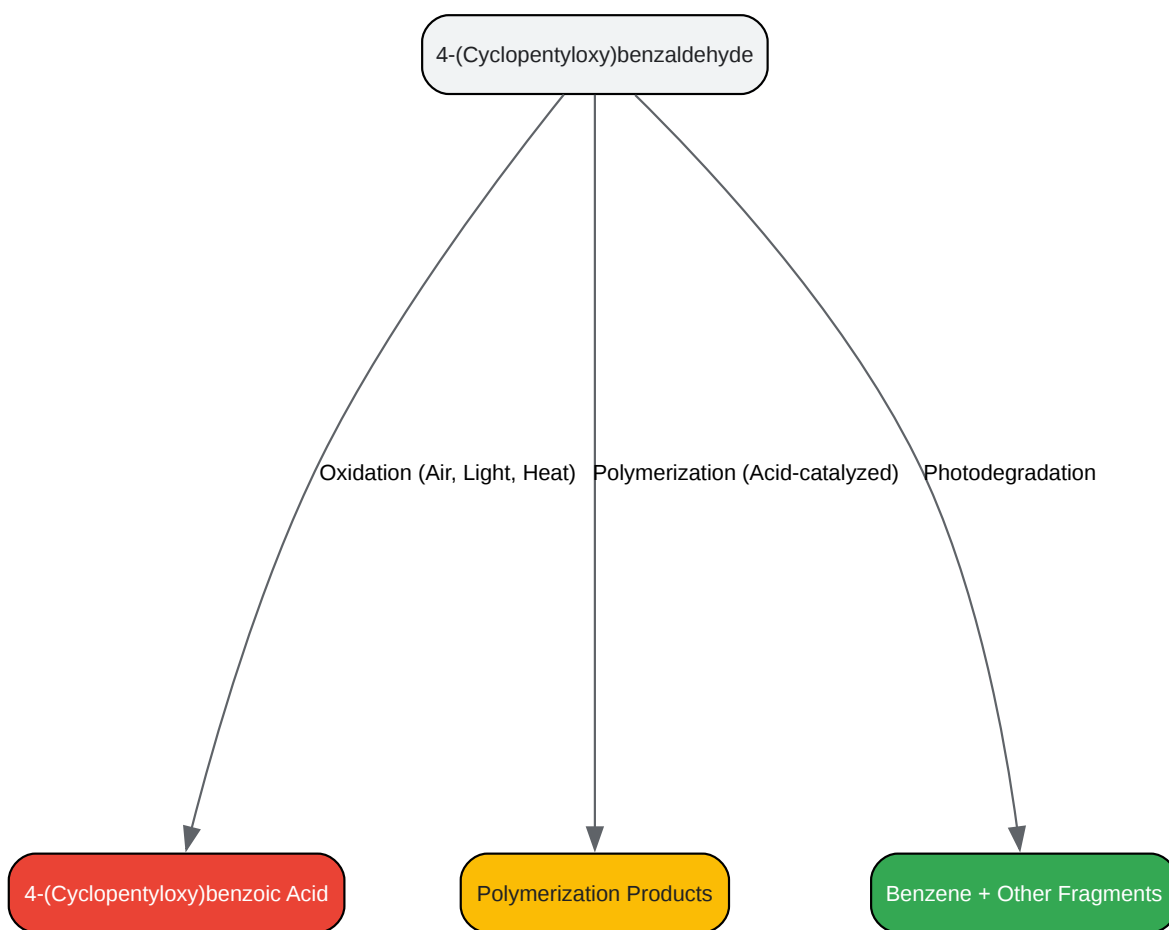 4-(Cyclopentyloxy)benzaldehyde
Oxidation (Air, Light, Heat)
Polymerization (Acid-catalyzed)
Photodegradation
4-(Cyclopentyloxy)benzoic Acid
Polymerization Products
Benzene + Other Fragments